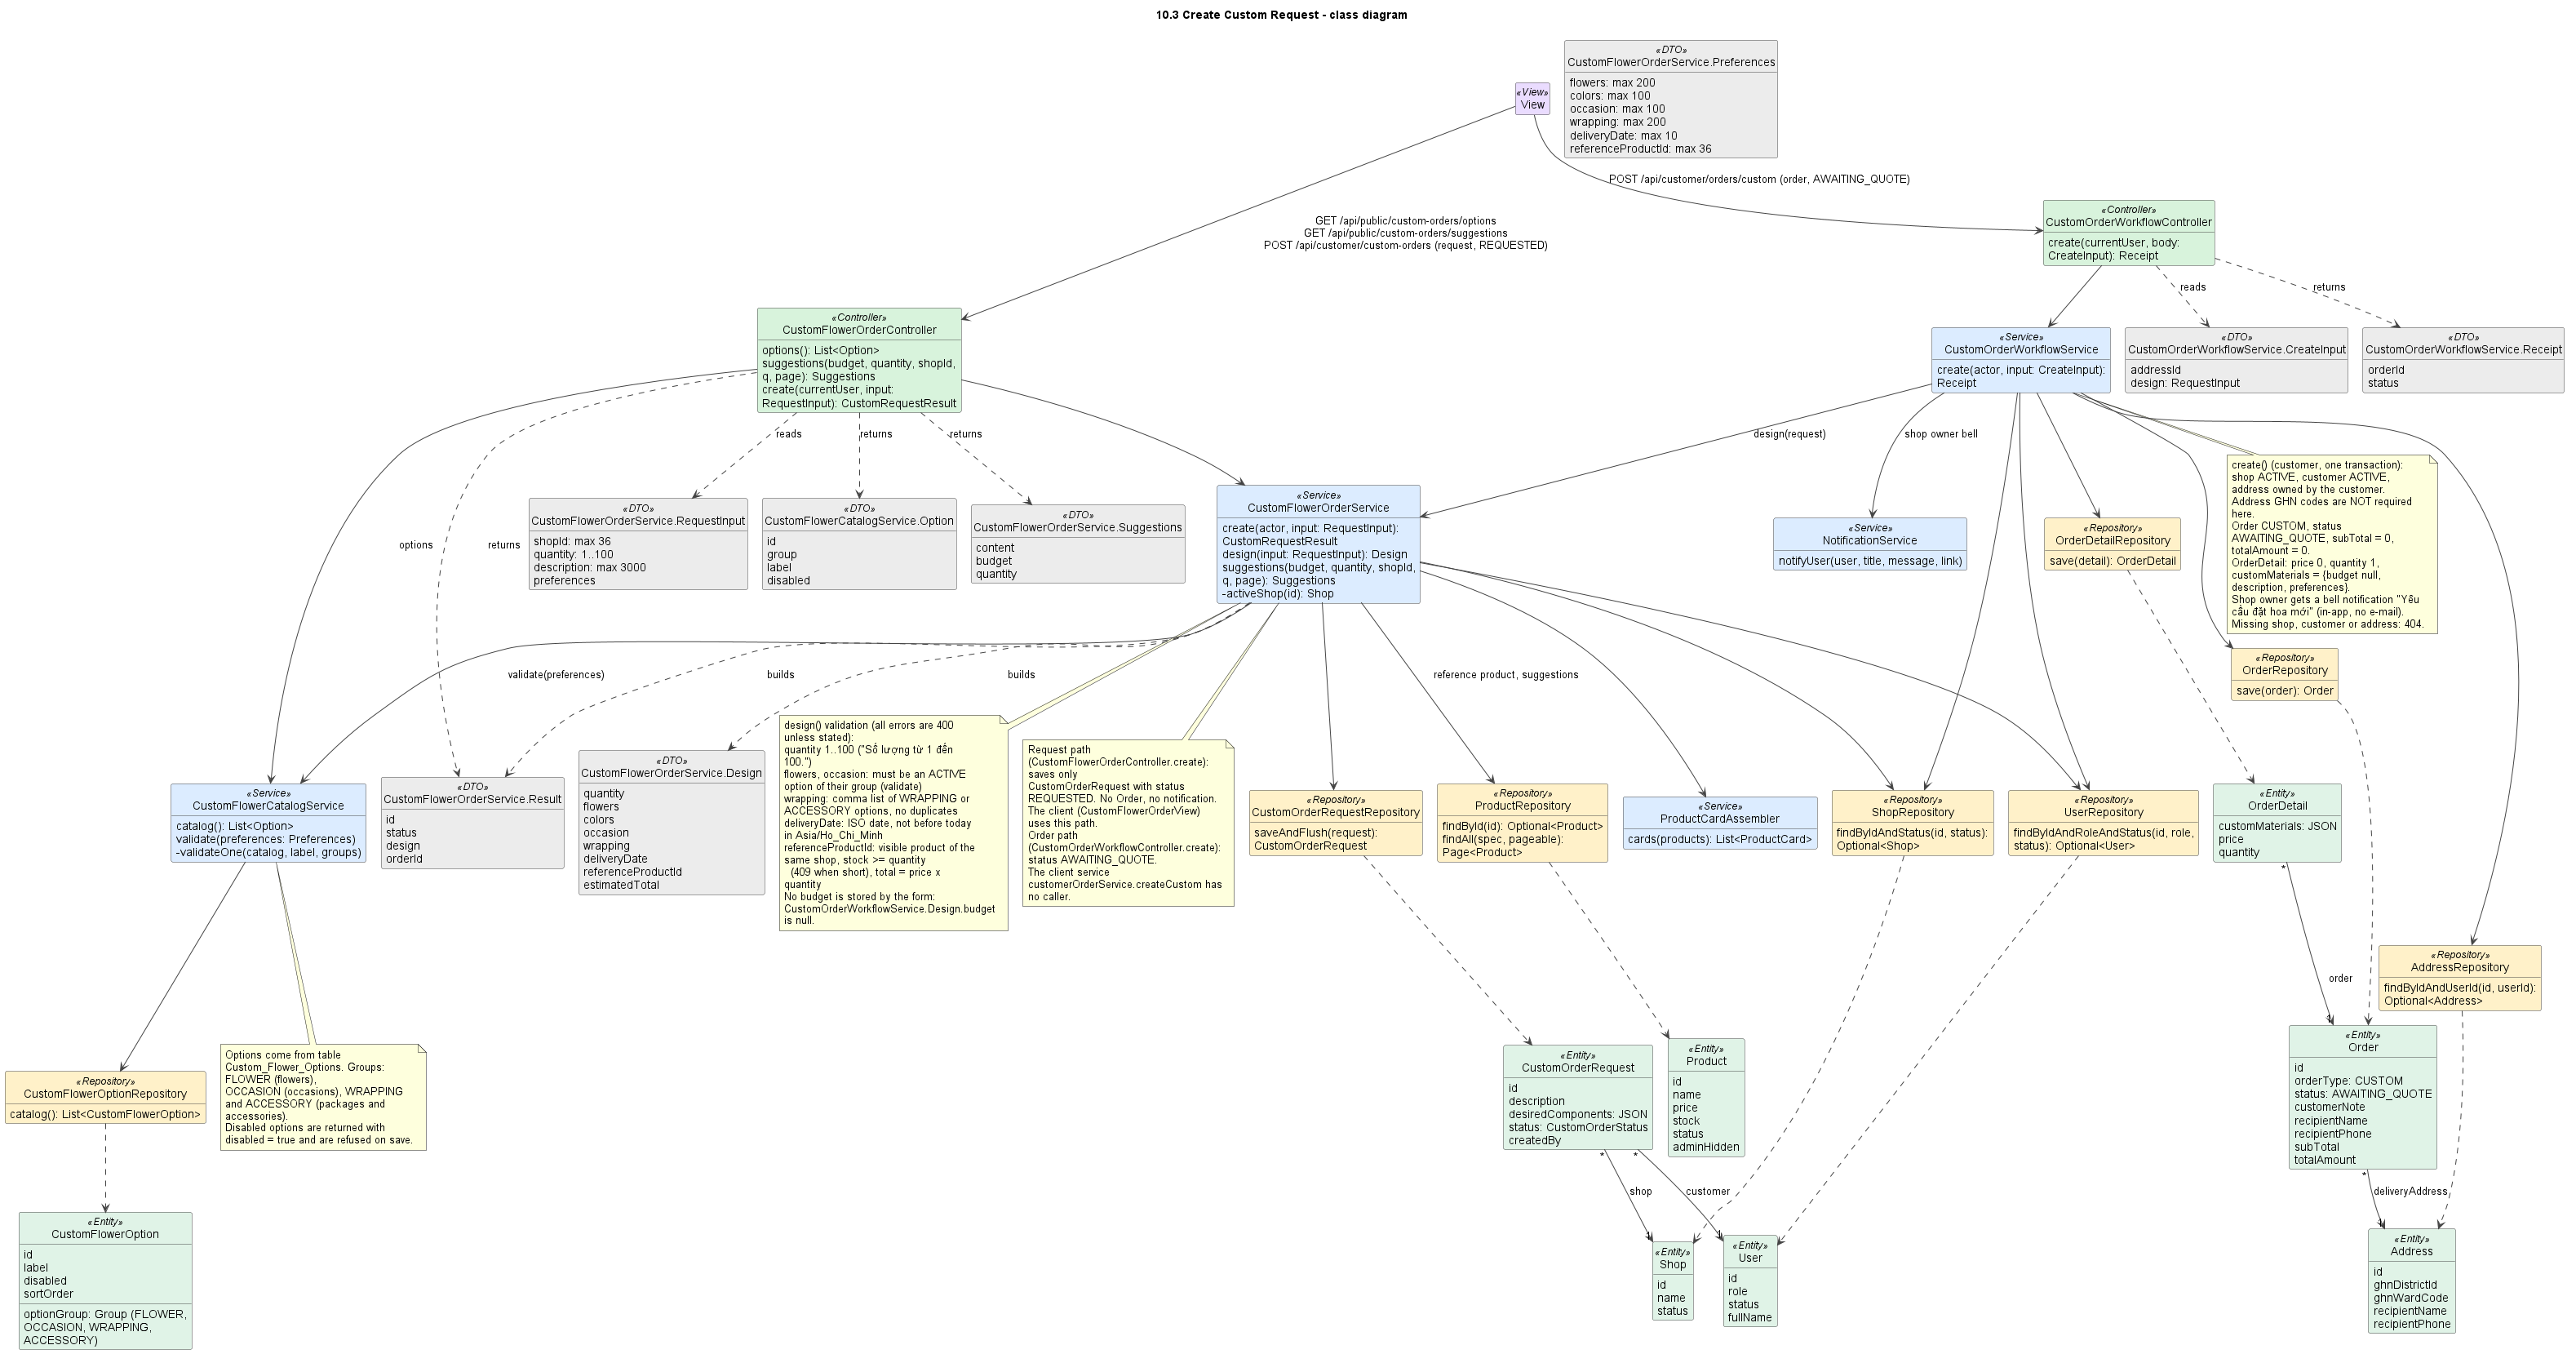 10.3 Create Custom Request - class diagram
«DTO»
CustomFlowerOrderService.Preferences
flowers: max 200
colors: max 100
occasion: max 100
wrapping: max 200
deliveryDate: max 10
referenceProductId: max 36
«View»
View
POST /api/customer/orders/custom (order, AWAITING_QUOTE)
GET /api/public/custom-orders/options
GET /api/public/custom-orders/suggestions
POST /api/customer/custom-orders (request, REQUESTED)
«Controller»
CustomOrderWorkflowController
create(currentUser, body:
CreateInput): Receipt
reads
returns
«Controller»
CustomFlowerOrderController
options(): List<Option>
suggestions(budget, quantity, shopId,
q, page): Suggestions
create(currentUser, input:
RequestInput): CustomRequestResult
«Service»
CustomOrderWorkflowService
create(actor, input: CreateInput):
Receipt
«DTO»
CustomOrderWorkflowService.CreateInput
addressId
design: RequestInput
«DTO»
CustomOrderWorkflowService.Receipt
orderId
status
reads
returns
returns
design(request)
shop owner bell
options
returns
«DTO»
CustomFlowerOrderService.RequestInput
shopId: max 36
quantity: 1..100
description: max 3000
preferences
«DTO»
CustomFlowerCatalogService.Option
id
group
label
disabled
«DTO»
CustomFlowerOrderService.Suggestions
content
budget
quantity
«Service»
CustomFlowerOrderService
create(actor, input: RequestInput):
CustomRequestResult
design(input: RequestInput): Design
suggestions(budget, quantity, shopId,
q, page): Suggestions
-activeShop(id): Shop
«Service»
NotificationService
notifyUser(user, title, message, link)
«Repository»
OrderDetailRepository
save(detail): OrderDetail
create() (customer, one transaction):
shop ACTIVE, customer ACTIVE,
address owned by the customer.
Address GHN codes are NOT required
here.
Order CUSTOM, status
AWAITING_QUOTE, subTotal = 0,
totalAmount = 0.
OrderDetail: price 0, quantity 1,
customMaterials = {budget null,
description, preferences}.
Shop owner gets a bell notification "Yêu
cầu đặt hoa mới" (in-app, no e-mail).
Missing shop, customer or address: 404.
«Repository»
OrderRepository
save(order): Order
validate(preferences)
builds
builds
reference product, suggestions
«Service»
CustomFlowerCatalogService
catalog(): List<Option>
validate(preferences: Preferences)
-validateOne(catalog, label, groups)
«DTO»
CustomFlowerOrderService.Result
id
status
design
orderId
«DTO»
CustomFlowerOrderService.Design
quantity
flowers
colors
occasion
wrapping
deliveryDate
referenceProductId
estimatedTotal
design() validation (all errors are 400
unless stated):
quantity 1..100 ("Số lượng từ 1 đến
100.")
flowers, occasion: must be an ACTIVE
option of their group (validate)
wrapping: comma list of WRAPPING or
ACCESSORY options, no duplicates
deliveryDate: ISO date, not before today
in Asia/Ho_Chi_Minh
referenceProductId: visible product of the
same shop, stock >= quantity
(409 when short), total = price x
quantity
No budget is stored by the form:
CustomOrderWorkflowService.Design.budget
is null.
Request path
(CustomFlowerOrderController.create):
saves only
CustomOrderRequest with status
REQUESTED. No Order, no notification.
The client (CustomFlowerOrderView)
uses this path.
Order path
(CustomOrderWorkflowController.create):
status AWAITING_QUOTE.
The client service
customerOrderService.createCustom has
no caller.
«Repository»
CustomOrderRequestRepository
saveAndFlush(request):
CustomOrderRequest
«Repository»
ProductRepository
findById(id): Optional<Product>
findAll(spec, pageable):
Page<Product>
«Service»
ProductCardAssembler
cards(products): List<ProductCard>
«Repository»
ShopRepository
findByIdAndStatus(id, status):
Optional<Shop>
«Repository»
UserRepository
findByIdAndRoleAndStatus(id, role,
status): Optional<User>
«Entity»
OrderDetail
customMaterials: JSON
price
quantity
*
order
1
«Repository»
AddressRepository
findByIdAndUserId(id, userId):
Optional<Address>
Options come from table
Custom_Flower_Options. Groups:
FLOWER (flowers),
OCCASION (occasions), WRAPPING
and ACCESSORY (packages and
accessories).
Disabled options are returned with
disabled = true and are refused on save.
«Repository»
CustomFlowerOptionRepository
catalog(): List<CustomFlowerOption>
«Entity»
CustomOrderRequest
id
description
desiredComponents: JSON
status: CustomOrderStatus
createdBy
«Entity»
Product
id
name
price
stock
status
adminHidden
«Entity»
Order
id
orderType: CUSTOM
status: AWAITING_QUOTE
customerNote
recipientName
recipientPhone
subTotal
totalAmount
*
*
*
shop
customer
deliveryAddress
1
1
1
«Entity»
CustomFlowerOption
id
label
disabled
sortOrder
optionGroup: Group (FLOWER,
OCCASION, WRAPPING,
ACCESSORY)
«Entity»
Shop
id
name
status
«Entity»
User
id
role
status
fullName
«Entity»
Address
id
ghnDistrictId
ghnWardCode
recipientName
recipientPhone